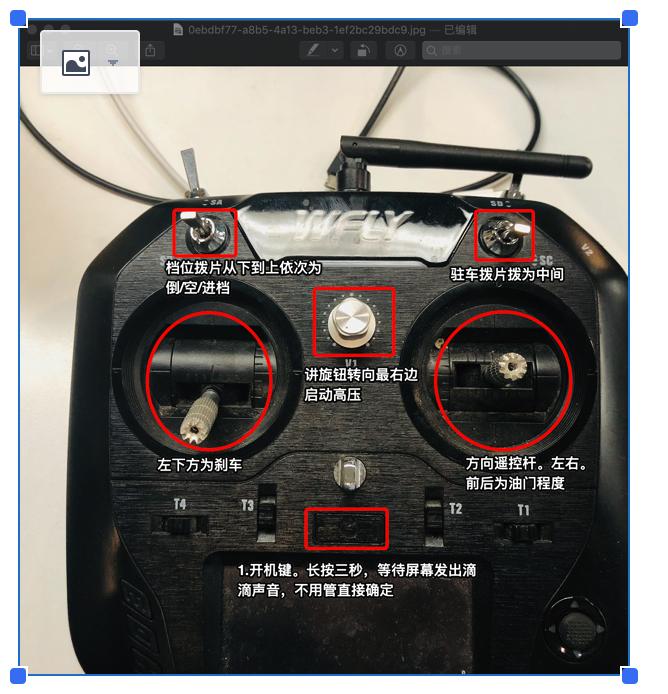 0ebdbf77-a8b5-4a13-beb3-1ef2bc29bdc9.jpg — 已编辑
搜索
SA
SD
WFLY
SC
V2
档位拨片从下到上依次为
倒/空/进档
驻车拨片拨为中间
V1
讲旋钮转向最右边
启动高压
左下方为刹车
方向遥控杆。左右。
前后为油门程度
T4
T3
T2
T1
1.开机键。长按三秒，等待屏幕发出滴
滴声音，不用管直接确定